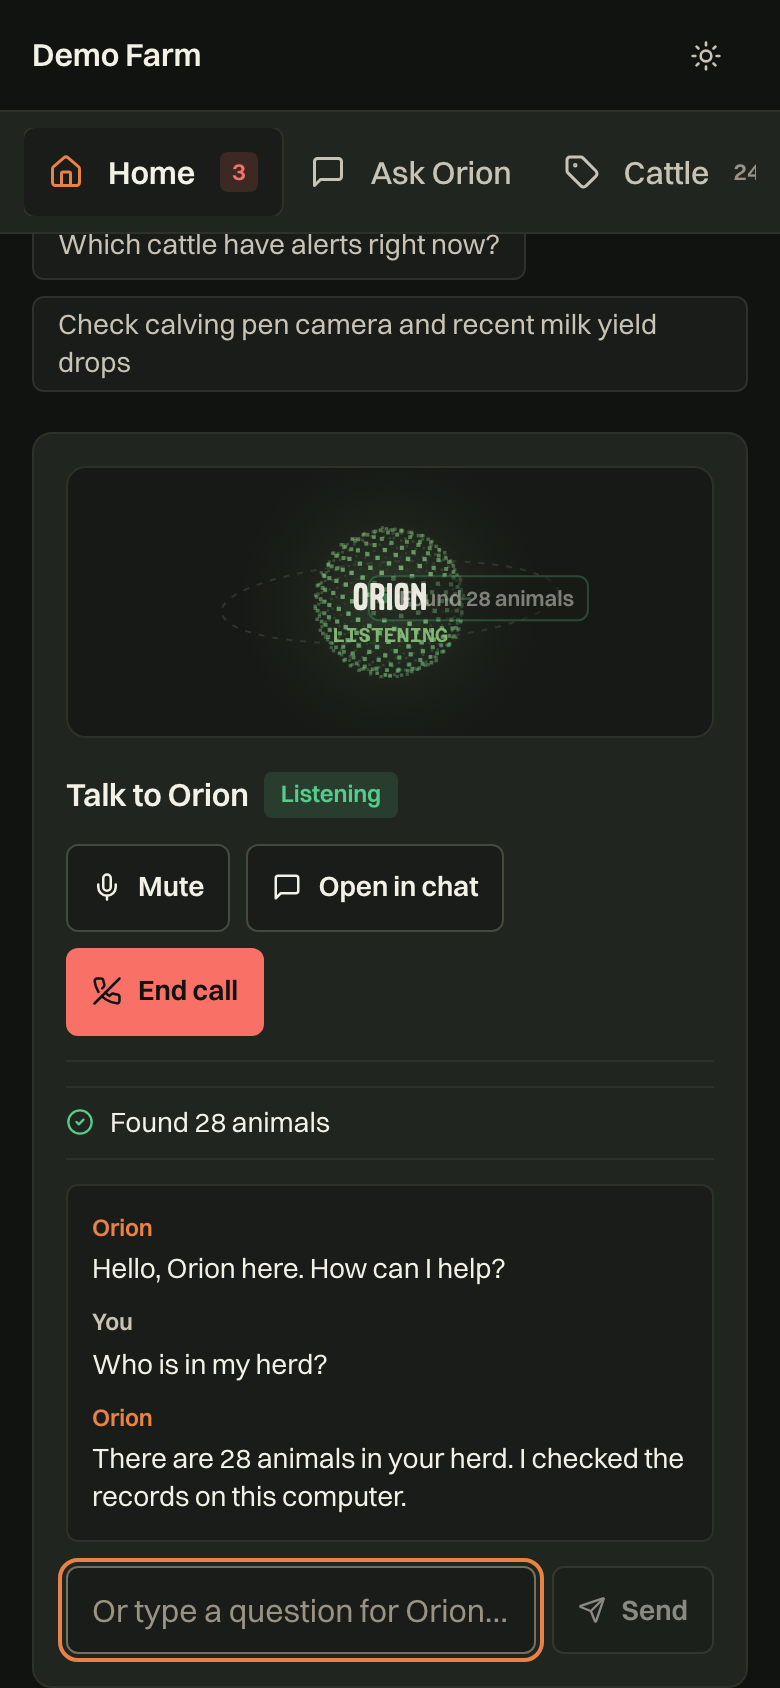 Demo Farm
Home 3
Ask Orion
Cattle 24
Which cattle have alerts right now?
Check calving pen camera and recent milk yield
drops
ORION
28 animals
LISTENING
Talk to Orion
Listening
Mute
Open in chat
End call
Found 28 animals
Orion
Hello, Orion here. How can I help?
You
Who is in my herd?
Orion
There are 28 animals in your herd. I checked the
records on this computer.
Or type a question for Orion...
Send